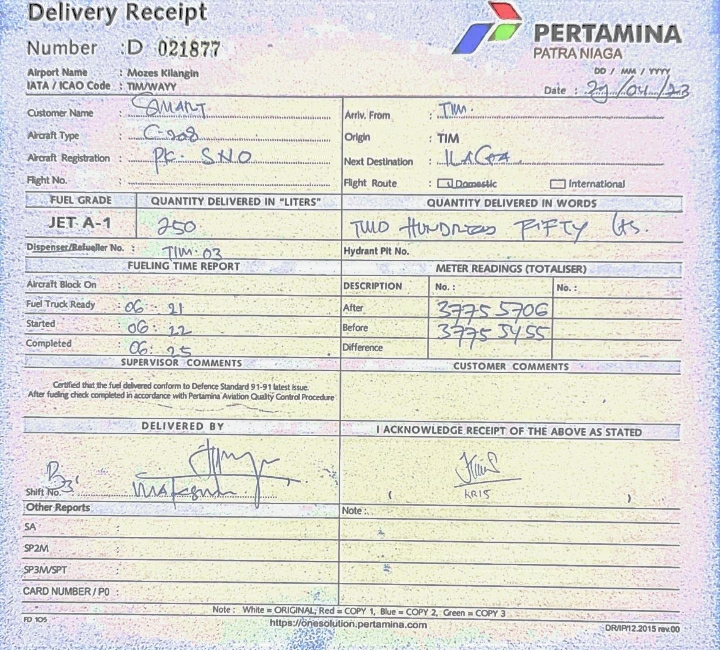 Delivery Receipt
PERTAMINA
PATRA NIAGA
Number :D 021877
Airport Name : Mozes Kilangin
IATA / ICAO Code : TIM/WAYY
DD / MM / YYYY
Date : /04/23
Customer Name : SMART
Arriv. From : TIM.
Aircraft Type : C-208
Origin : TIM
Aircraft Registration : PK. SNO
Next Destination : ILAGA.
Flight No. :
Flight Route : Domestic International
FUEL GRADE QUANTITY DELIVERED IN "LITERS" QUANTITY DELIVERED IN WORDS
JET A-1 250 TWO HUNDRED FIFTY LTS.
Dispenser/Refueller No. : TIM. 03
Hydrant Pit No.
FUELING TIME REPORT METER READINGS (TOTALISER)
Aircraft Block On : DESCRIPTION No. : No. :
Fuel Truck Ready : 06 - 21 After 3775 5706
Started : 06 : 22 Before 3775 3455
Completed : 06 : 25 Difference
SUPERVISOR COMMENTS CUSTOMER COMMENTS
Certified that the fuel delivered conform to Defence Standard 91-91 latest issue.
After fueling check completed in accordance with Pertamina Aviation Quality Control Procedure
DELIVERED BY I ACKNOWLEDGE RECEIPT OF THE ABOVE AS STATED
Shift No. ( KRIS )
Other Reports Note :
SA :
SP2M :
SP3M/SPT :
CARD NUMBER / PO :
Note : White = ORIGINAL, Red = COPY 1, Blue = COPY 2, Green = COPY 3
FD 105 https://onesolution.pertamina.com DR/IP/12.2015 rev.00